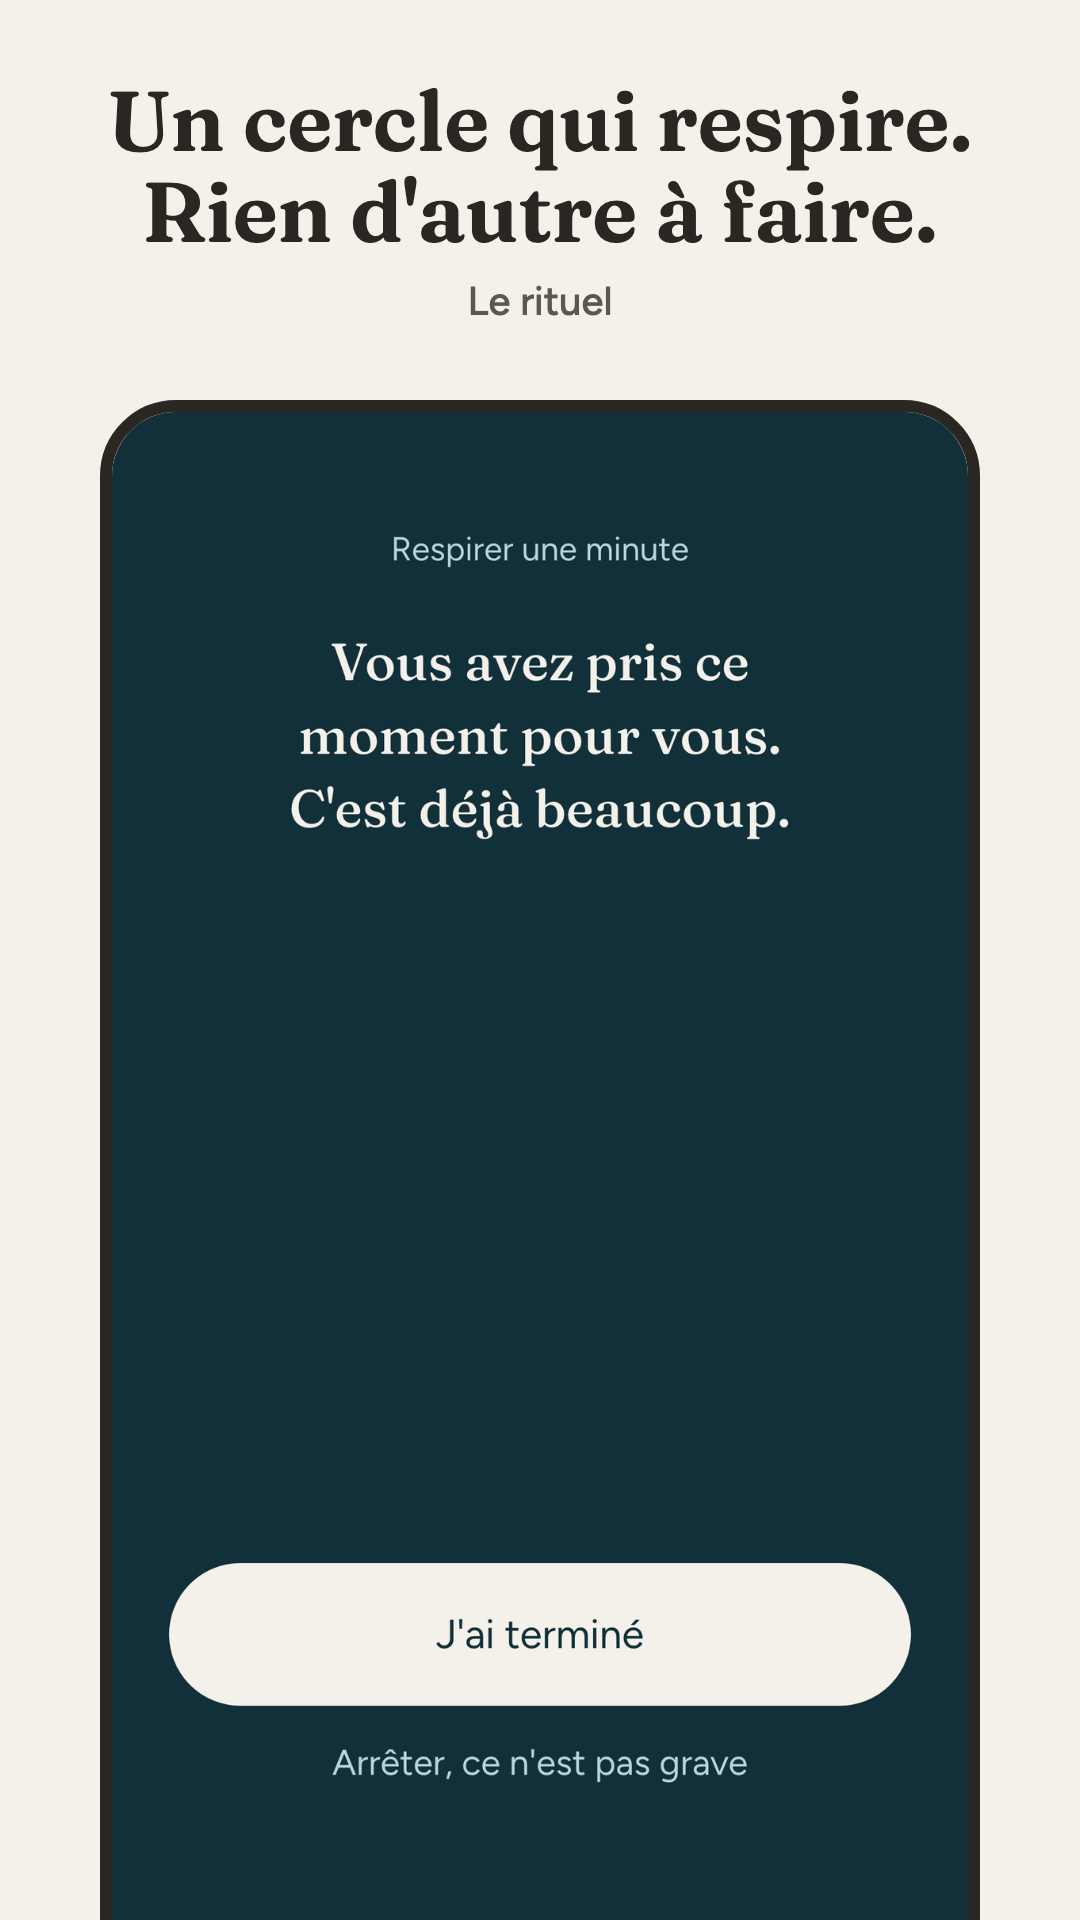 Un cercle qui respire.
Rien d'autre à faire.
Le rituel
Respirer une minute
Vous avez pris ce
moment pour vous.
C'est déjà beaucoup.
J'ai terminé
Arrêter, ce n'est pas grave